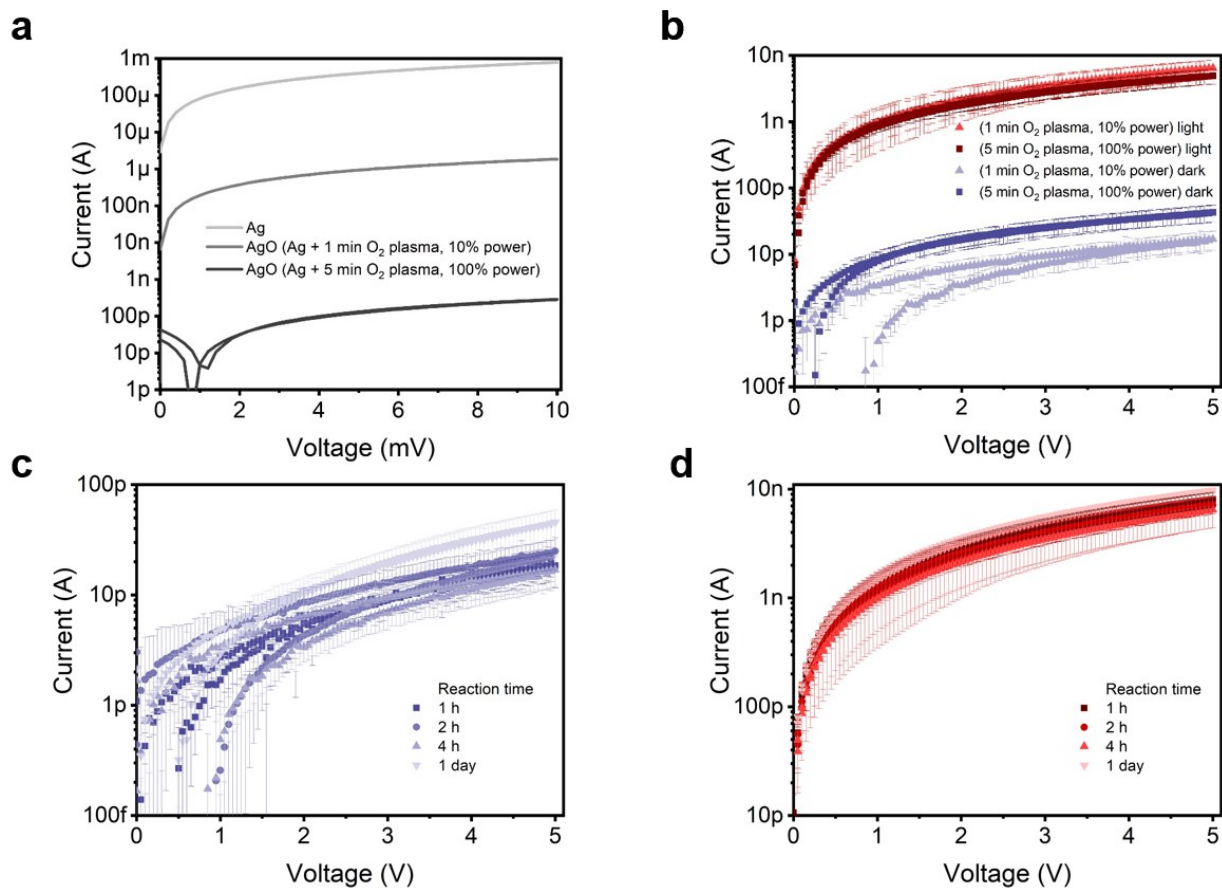 a
1m
100µ
10µ
1µ
100n
10n
1n
100p
10p
1p
Current (A)
Ag
AgO (Ag + 1 min O₂ plasma, 10% power)
AgO (Ag + 5 min O₂ plasma, 100% power)
0 2 4 6 8 10
Voltage (mV)
b
10n
1n
100p
10p
1p
100f
Current (A)
(1 min O₂ plasma, 10% power) light
(5 min O₂ plasma, 100% power) light
(1 min O₂ plasma, 10% power) dark
(5 min O₂ plasma, 100% power) dark
0 1 2 3 4 5
Voltage (V)
c
100p
10p
1p
100f
Current (A)
Reaction time
1 h
2 h
4 h
1 day
0 1 2 3 4 5
Voltage (V)
d
10n
1n
100p
10p
Current (A)
Reaction time
1 h
2 h
4 h
1 day
0 1 2 3 4 5
Voltage (V)